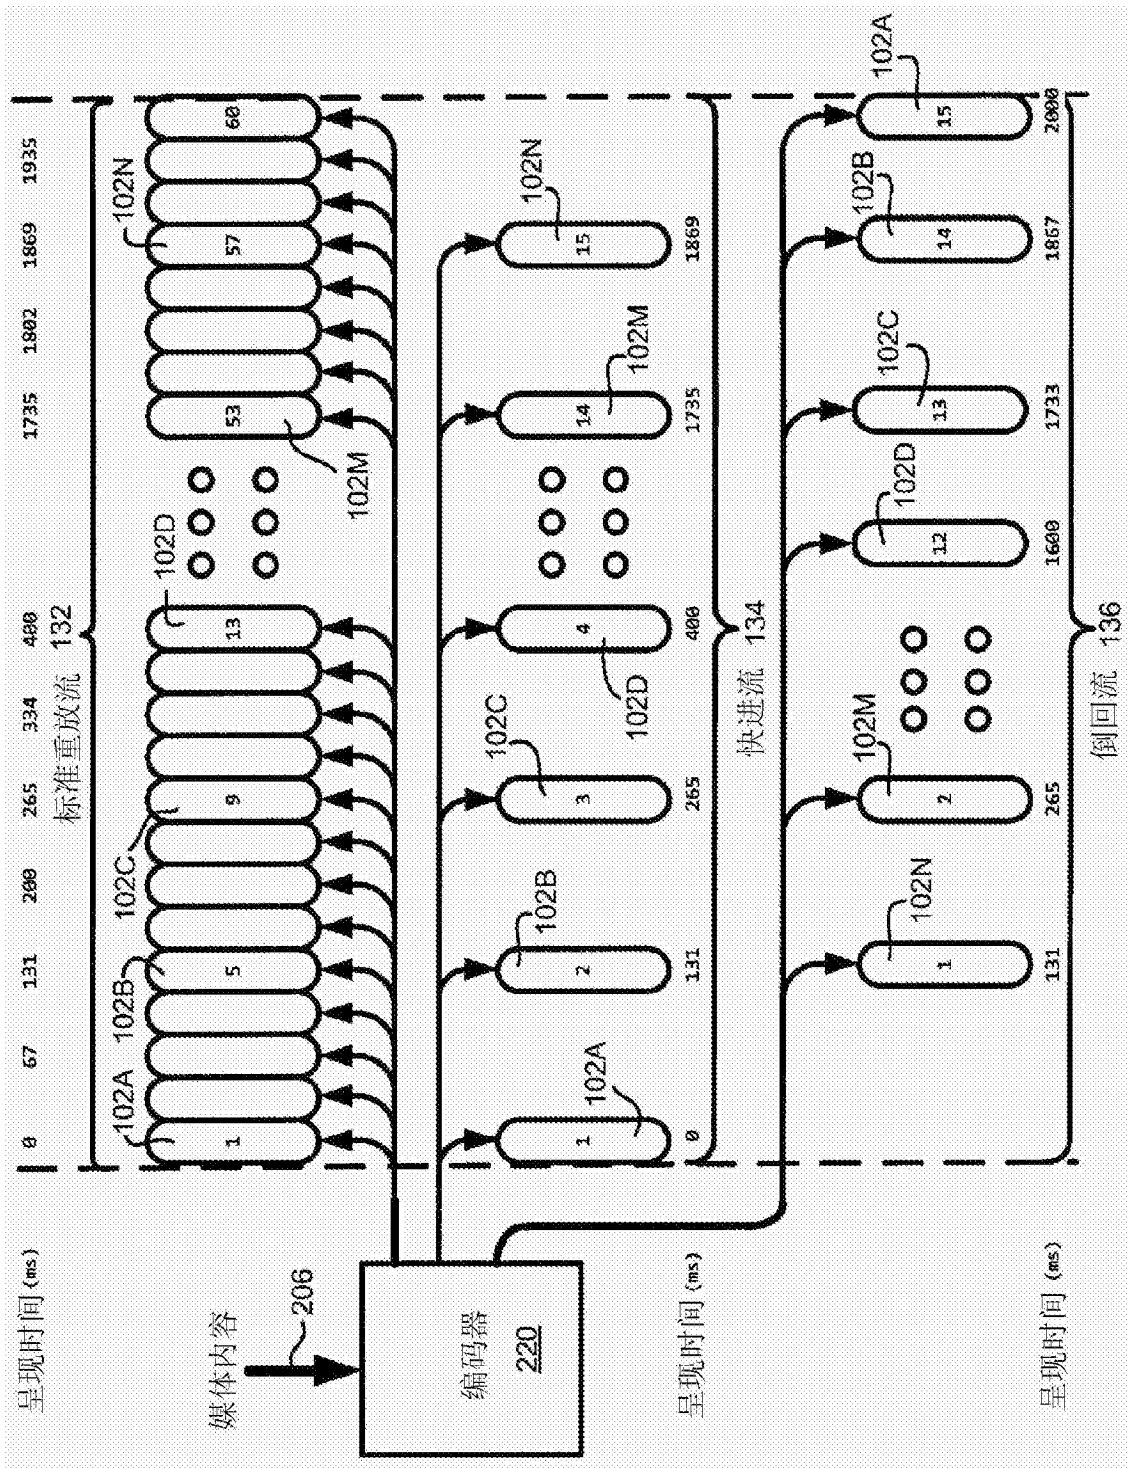 呈现时间(ms) 0 67 131 200 265 334 400 1735 1802 1869 1935
标准重放流 132
102A 102B 102C 102D 102N
1 5 9 13 53 57 60
媒体内容
206
102M
编码器
220
102B 102C 102N
1 2 3 4 14 15
102A 102D 102M
呈现时间(ms) 0 131 265 400 1735 1869
快进流 134
102N 102M 102D 102C 102B 102A
1 2 12 13 14 15
呈现时间(ms) 131 265 1600 1733 1867 2000
倒回流 136